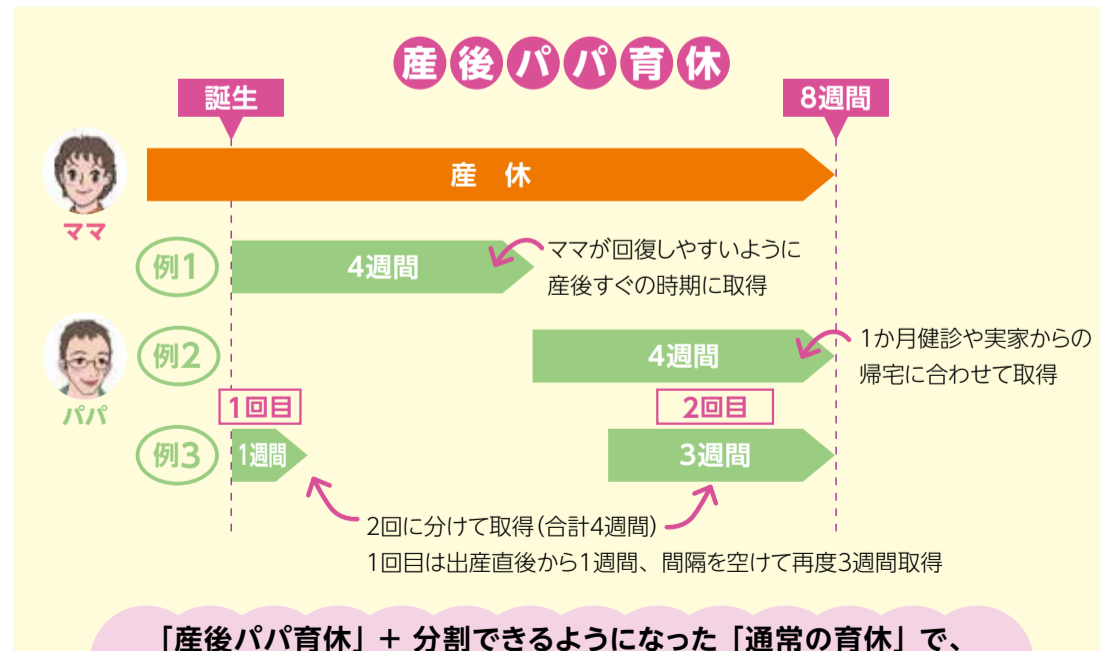 産後パパ育休
誕生
8週間
産 休
ママ
例1
4週間
ママが回復しやすいように
産後すぐの時期に取得
例2
4週間
1か月健診や実家からの
帰宅に合わせて取得
パパ
1回目
2回目
例3
1週間
3週間
2回に分けて取得(合計4週間)
1回目は出産直後から1週間、間隔を空けて再度3週間取得
「産後パパ育休」+ 分割できるようになった「通常の育休」で、